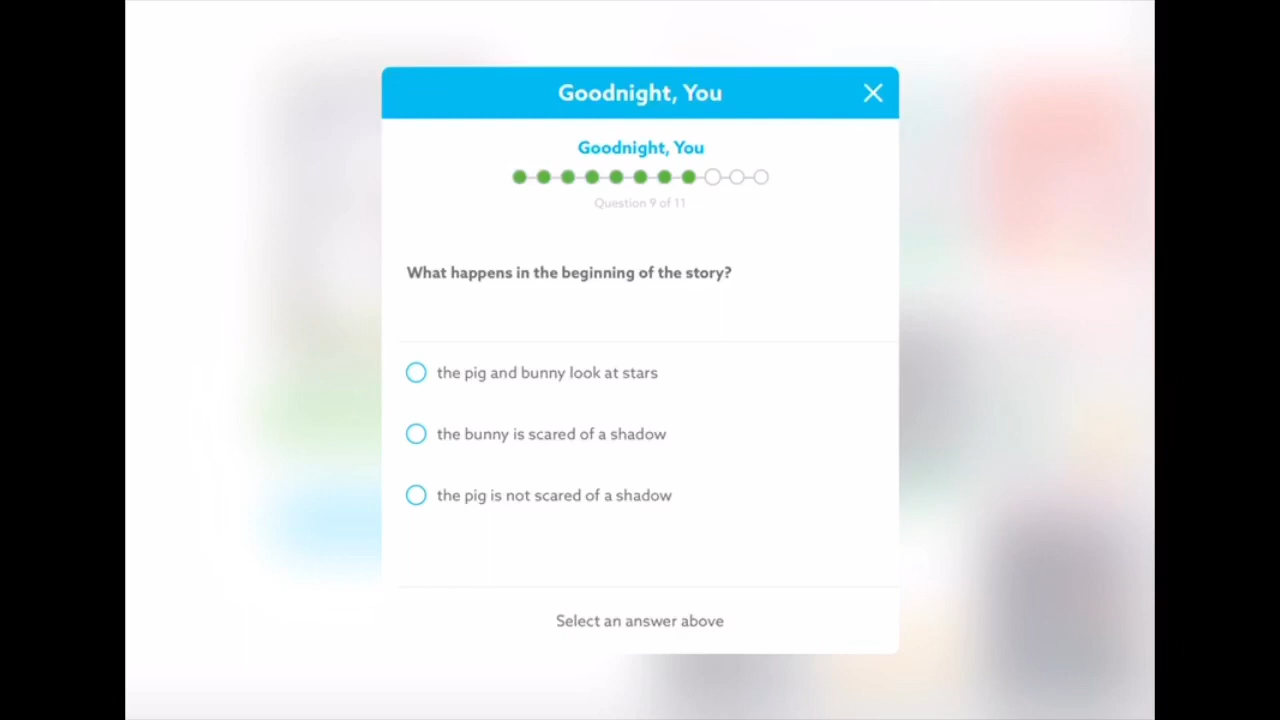 Goodnight, You
Goodnight, You
Question 9 of 11
What happens in the beginning of the story?
the pig and bunny look at stars
the bunny is scared of a shadow
the pig is not scared of a shadow
Select an answer above